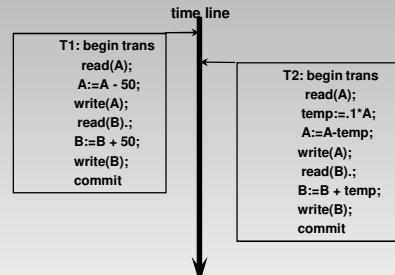 time line
T1: begin trans
read(A);
A:=A - 50;
write(A);
read(B).;
B:=B + 50;
write(B);
commit
T2: begin trans
read(A);
temp:=.1*A;
A:=A-temp;
write(A);
read(B).;
B:=B + temp;
write(B);
commit